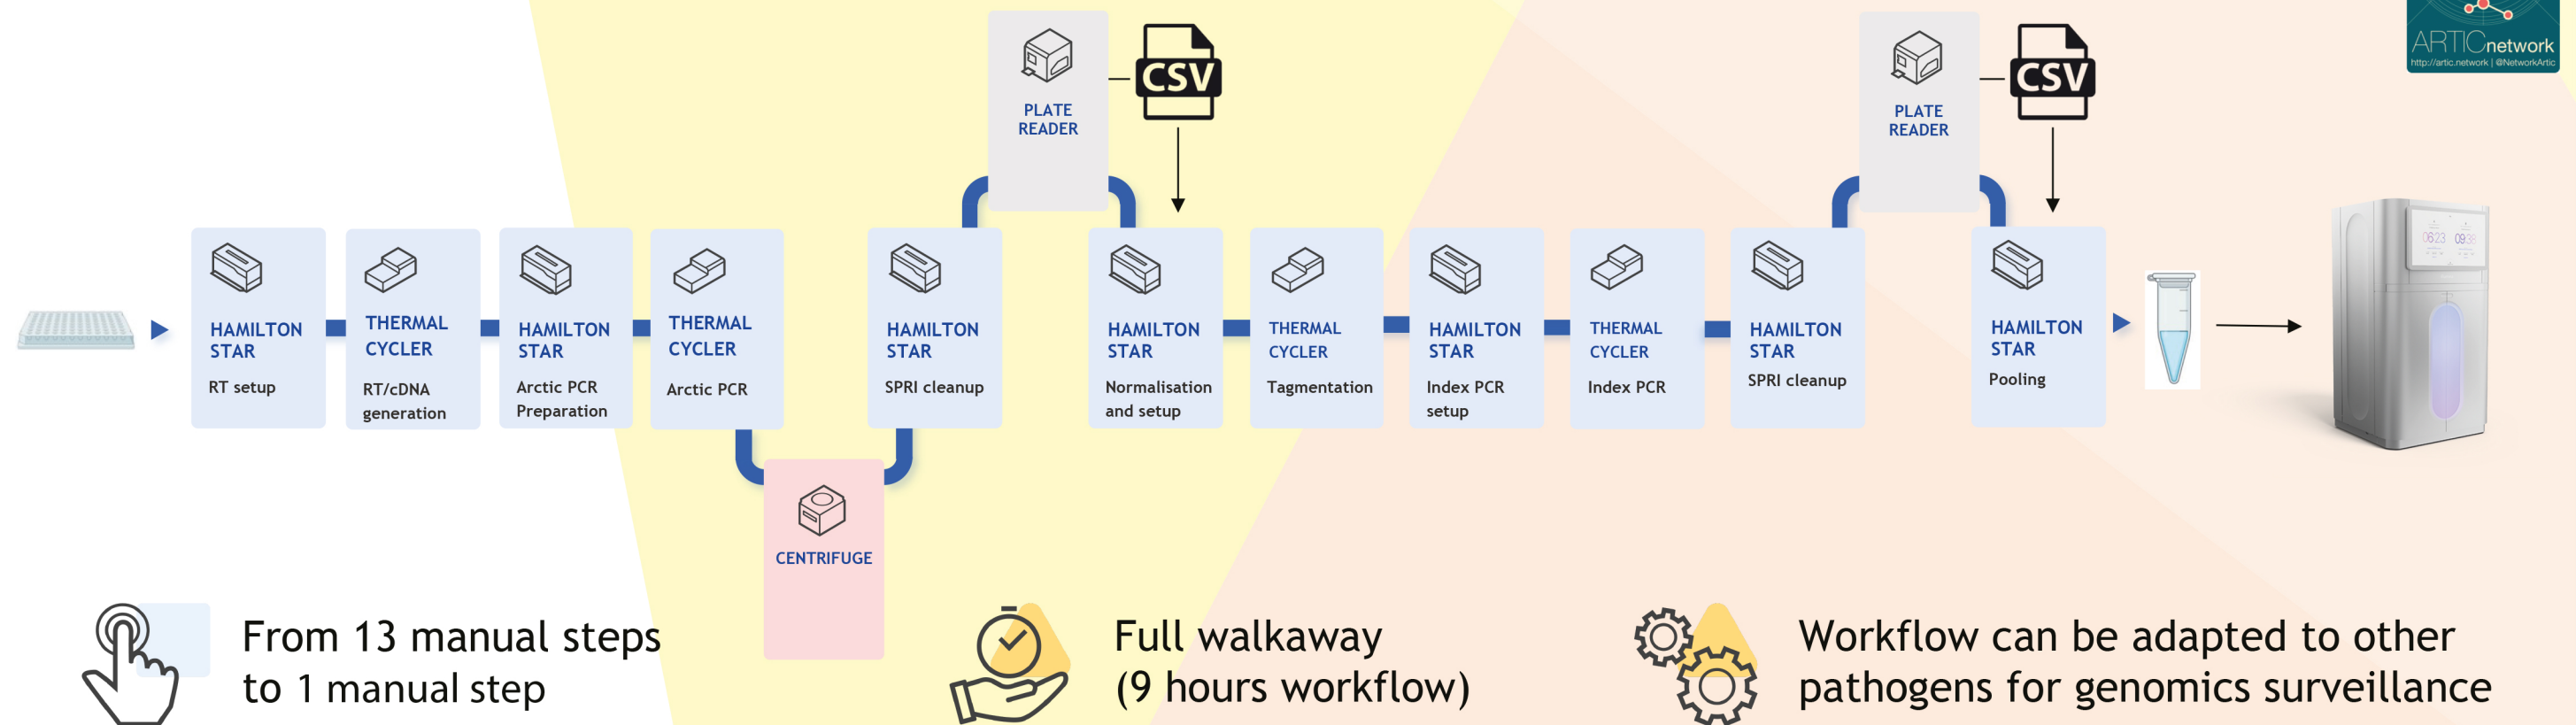 PLATE
READER
CSV
PLATE
READER
CSV
ARTICnetwork
http://artic.network | @NetworkArtic
HAMILTON
STAR
RT setup
THERMAL
CYCLER
RT/cDNA
generation
HAMILTON
STAR
Arctic PCR
Preparation
THERMAL
CYCLER
Arctic PCR
CENTRIFUGE
HAMILTON
STAR
SPRI cleanup
HAMILTON
STAR
Normalisation
and setup
THERMAL
CYCLER
Tagmentation
HAMILTON
STAR
Index PCR
setup
THERMAL
CYCLER
Index PCR
HAMILTON
STAR
SPRI cleanup
HAMILTON
STAR
Pooling
06:23 09:38
From 13 manual steps
to 1 manual step
Full walkaway
(9 hours workflow)
Workflow can be adapted to other
pathogens for genomics surveillance